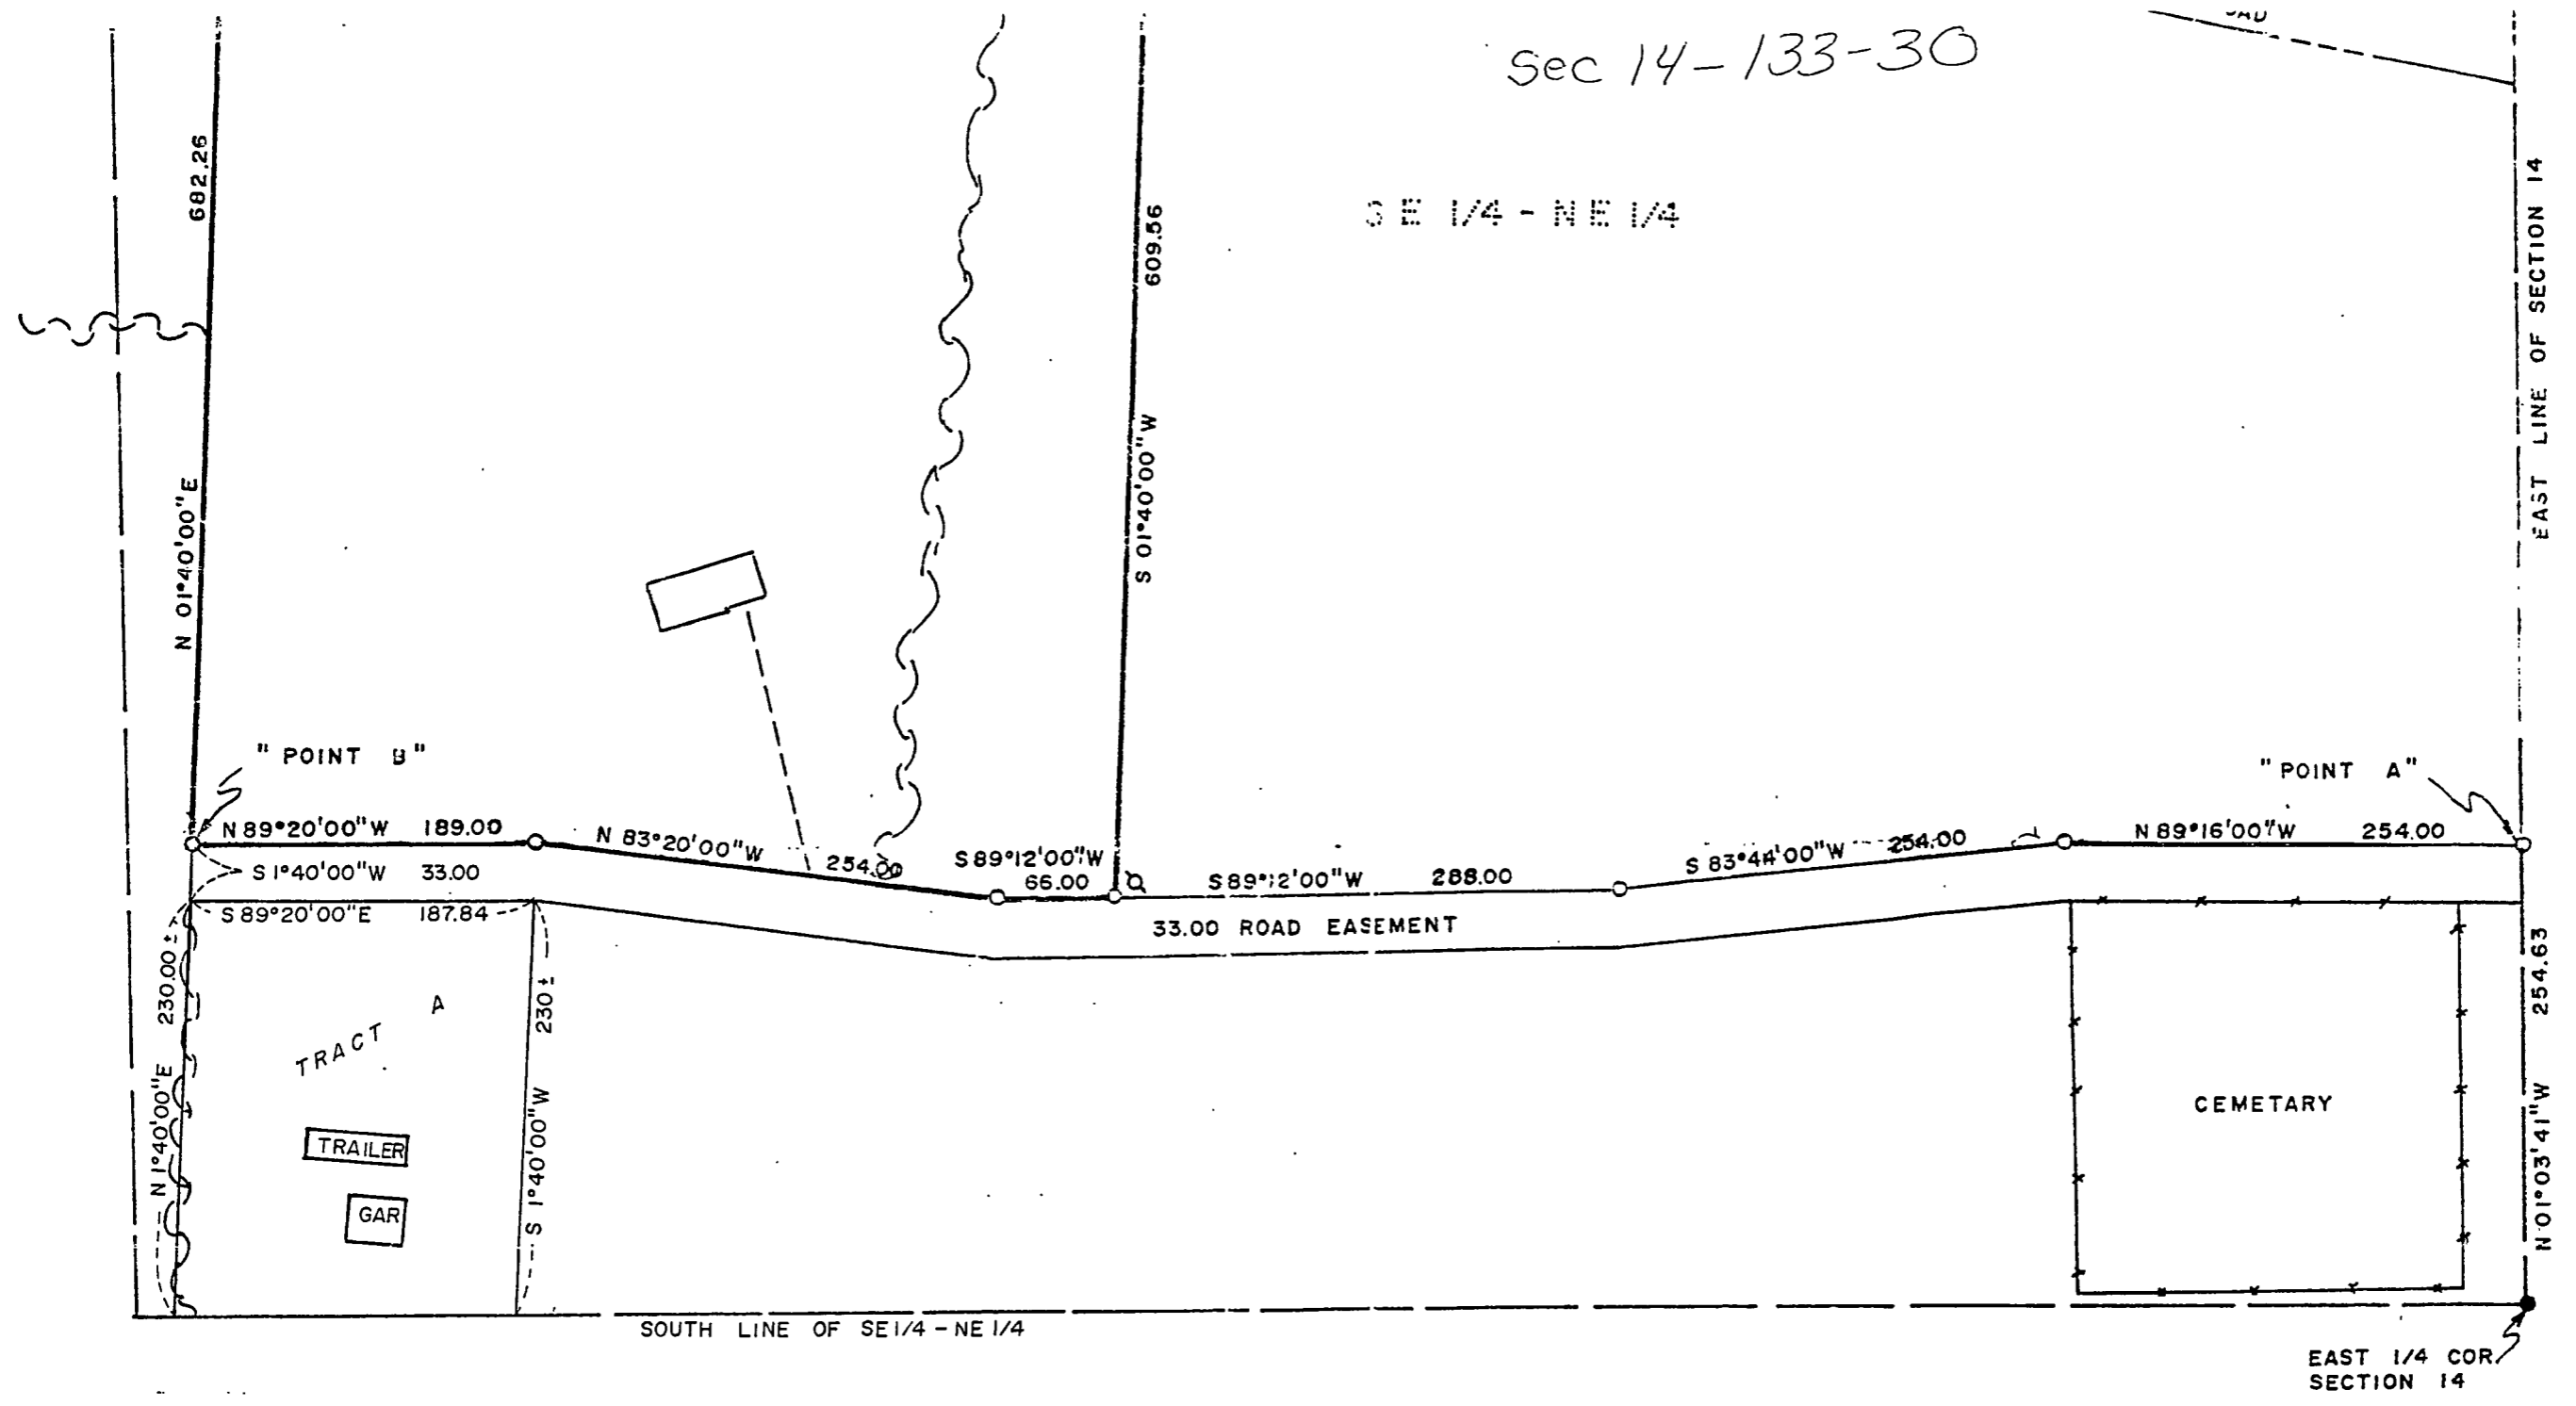 Sec 14-133-30
SE 1/4 - NE 1/4
EAST LINE OF SECTION 14
682.26
609.56
N 01°40'00"E
S 01°40'00"W
"POINT B"
"POINT A"
N 89°20'00"W 189.00
N 83°20'00"W 254.00
S 89°12'00"W
66.00
S 89°12'00"W 288.00
S 83°44'00"W 254.00
N 89°16'00"W 254.00
S 1°40'00"W 33.00
S 89°20'00"E 187.84
33.00 ROAD EASEMENT
230.00±
N 1°40'00"E
230±
S 1°40'00"W
TRACT A
TRAILER
GAR
CEMETARY
254.63
N 01°03'41"W
SOUTH LINE OF SE 1/4 - NE 1/4
EAST 1/4 COR.
SECTION 14